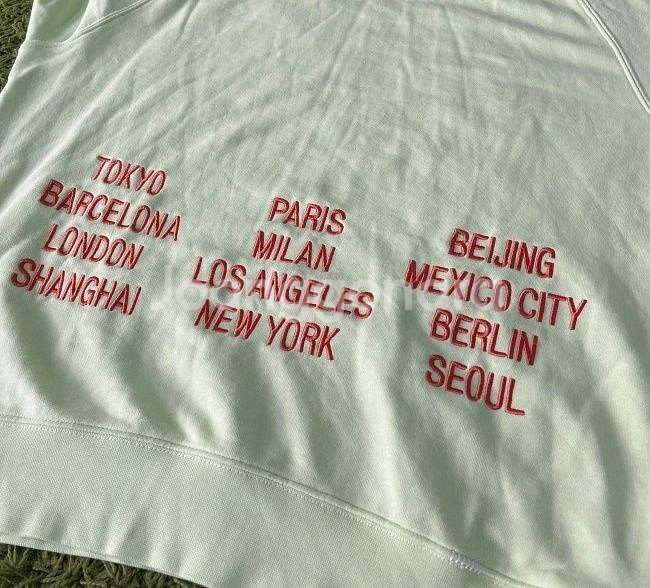 TOKYO
BARCELONA
LONDON
SHANGHAI
PARIS
MILAN
LOS ANGELES
NEW YORK
BEIJING
MEXICO CITY
BERLIN
SEOUL